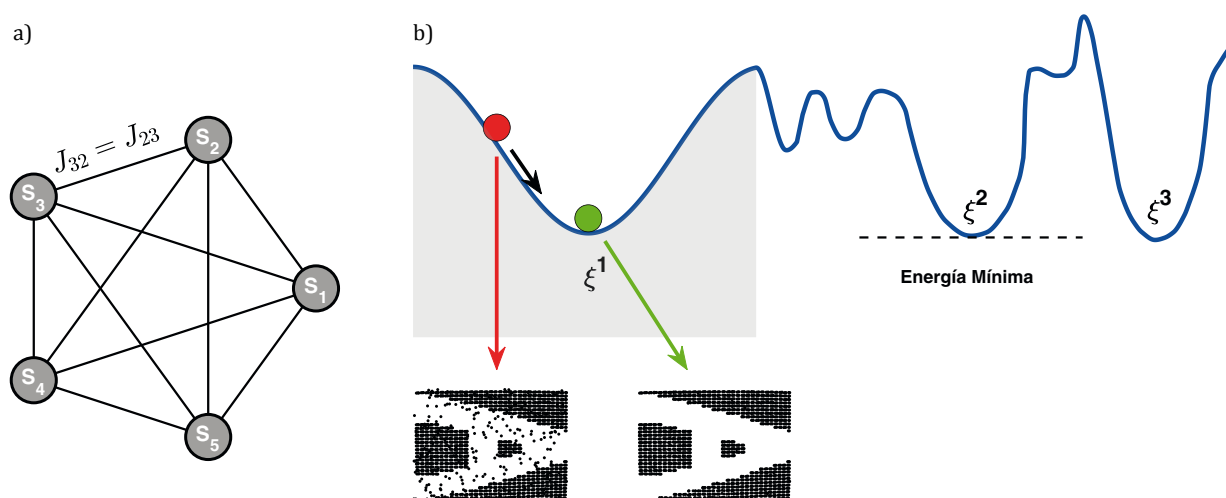 a)
J₃₂ = J₂₃
S₂
S₃
S₁
S₄
S₅
b)
ξ¹
ξ²
ξ³
Energía Mínima